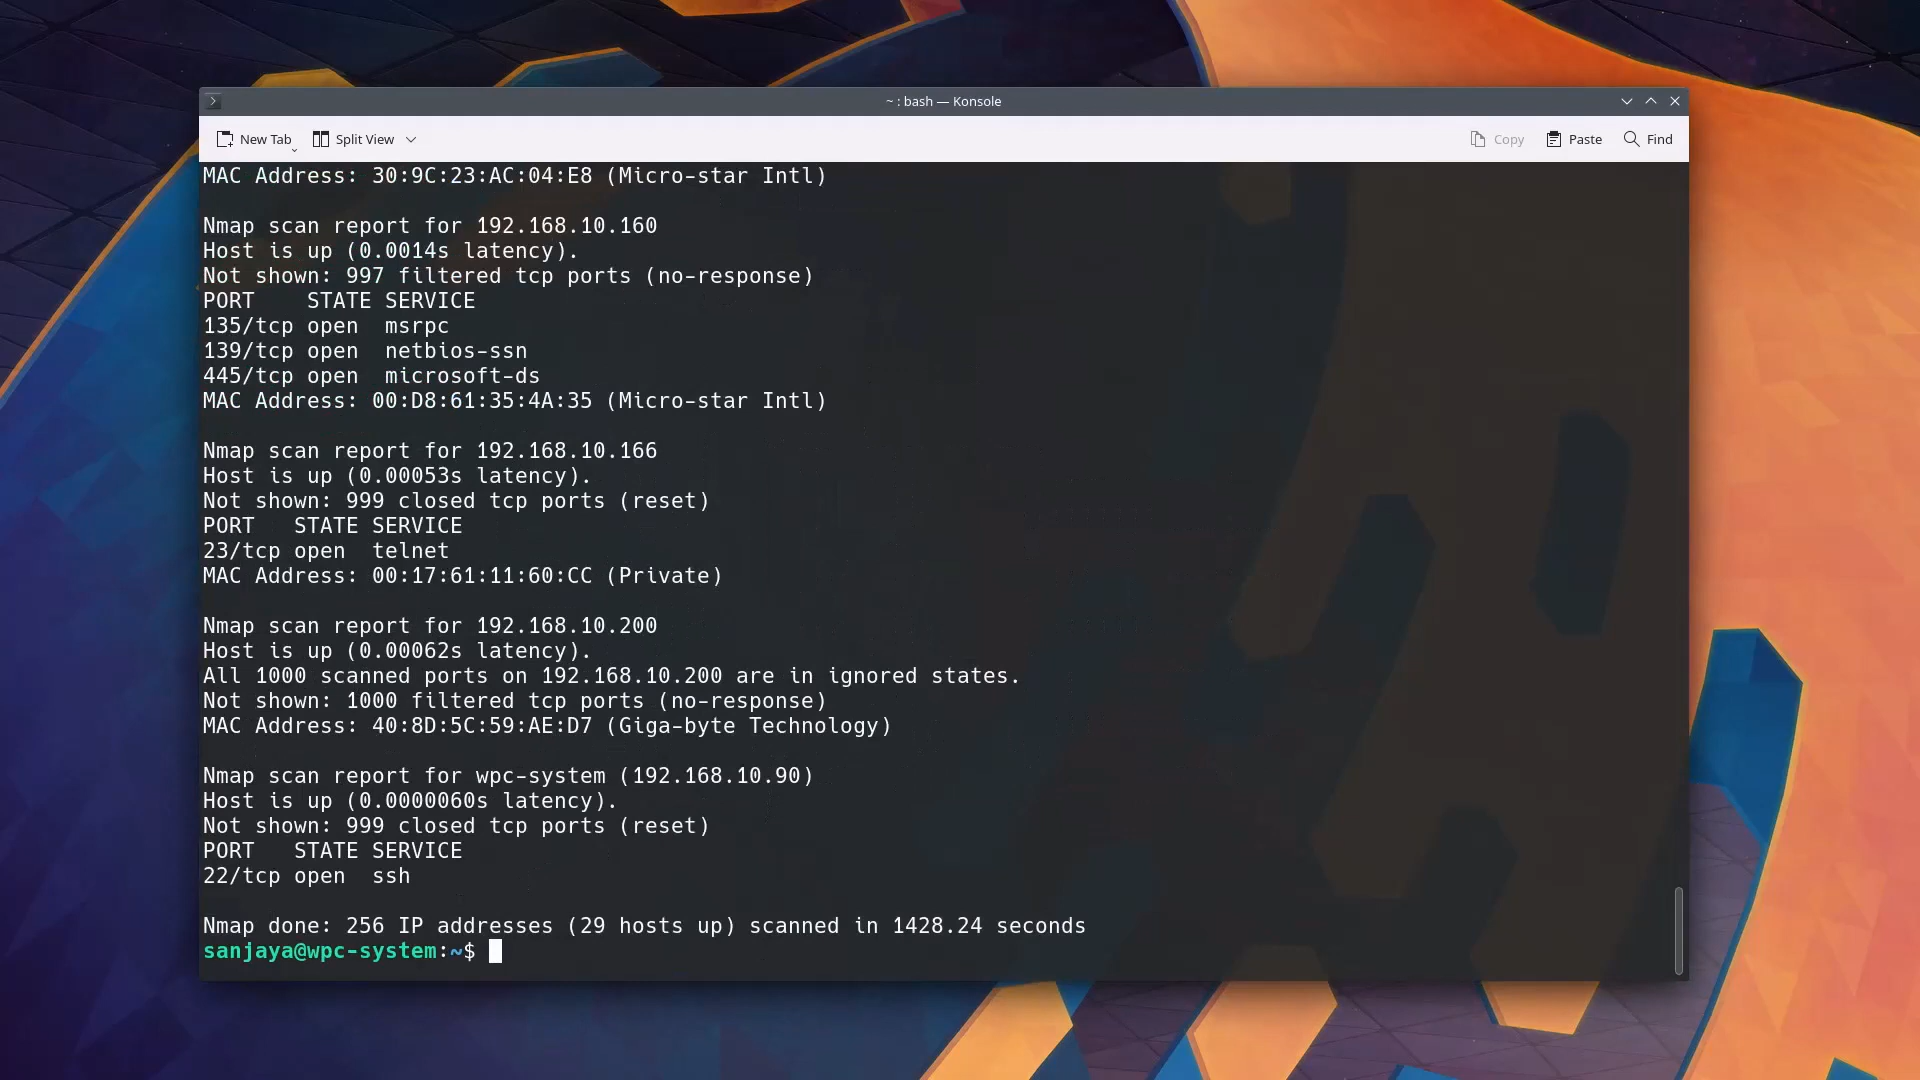 ~ : bash — Konsole
New Tab Split View Copy Paste Find
MAC Address: 30:9C:23:AC:04:E8 (Micro-star Intl)
Nmap scan report for 192.168.10.160
Host is up (0.0014s latency).
Not shown: 997 filtered tcp ports (no-response)
PORT    STATE SERVICE
135/tcp open  msrpc
139/tcp open  netbios-ssn
445/tcp open  microsoft-ds
MAC Address: 00:D8:61:35:4A:35 (Micro-star Intl)
Nmap scan report for 192.168.10.166
Host is up (0.00053s latency).
Not shown: 999 closed tcp ports (reset)
PORT   STATE SERVICE
23/tcp open  telnet
MAC Address: 00:17:61:11:60:CC (Private)
Nmap scan report for 192.168.10.200
Host is up (0.00062s latency).
All 1000 scanned ports on 192.168.10.200 are in ignored states.
Not shown: 1000 filtered tcp ports (no-response)
MAC Address: 40:8D:5C:59:AE:D7 (Giga-byte Technology)
Nmap scan report for wpc-system (192.168.10.90)
Host is up (0.0000060s latency).
Not shown: 999 closed tcp ports (reset)
PORT   STATE SERVICE
22/tcp open  ssh
Nmap done: 256 IP addresses (29 hosts up) scanned in 1428.24 seconds
sanjaya@wpc-system:~$